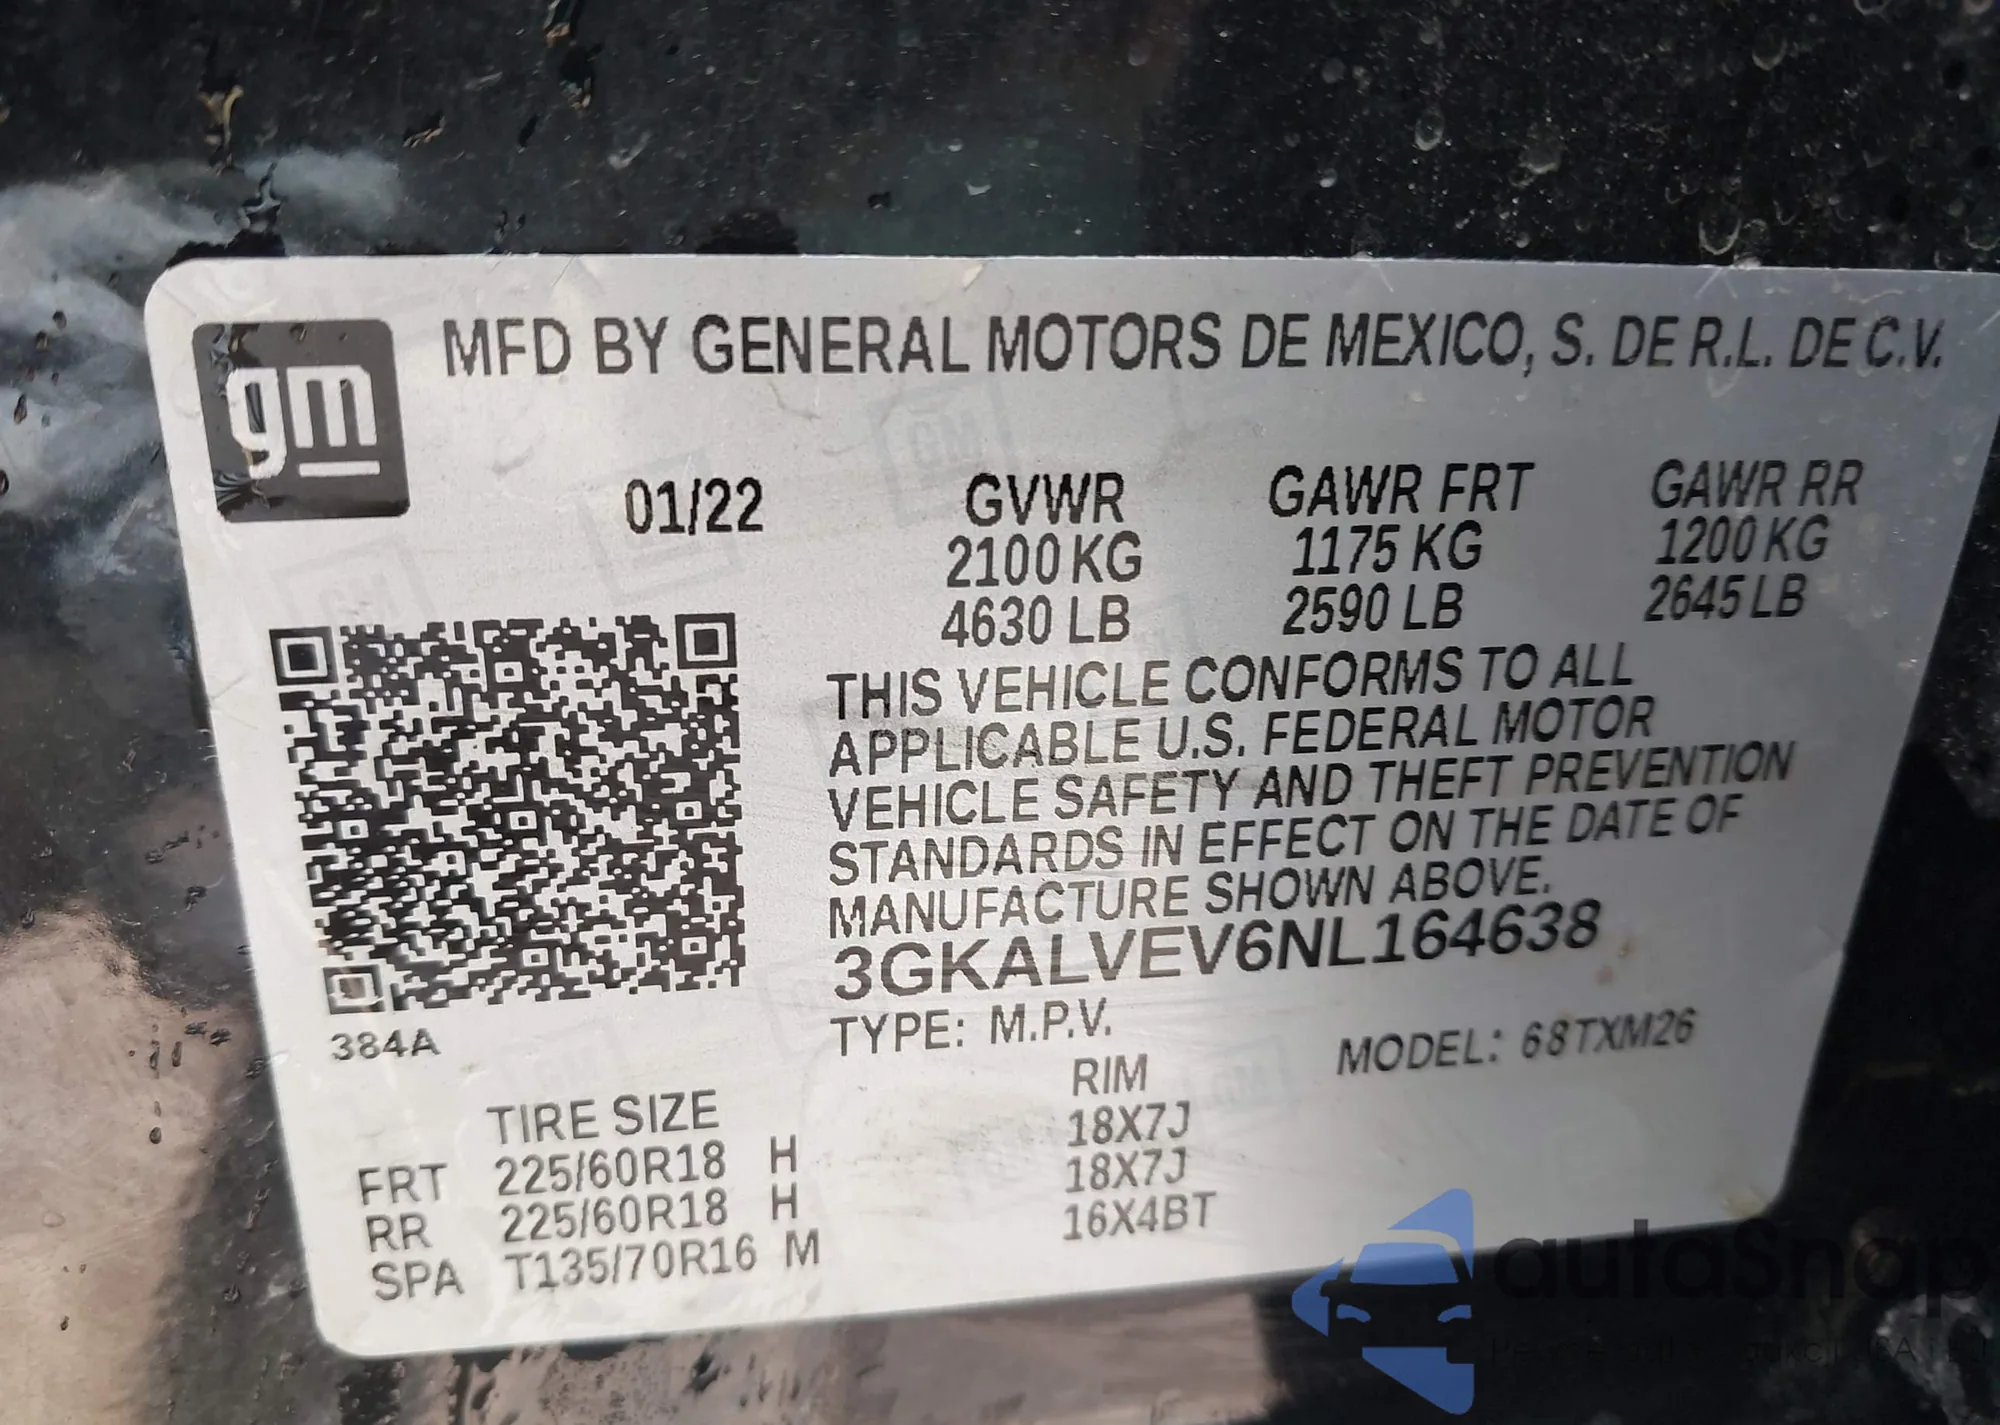 gm
MFD BY GENERAL MOTORS DE MEXICO, S. DE R.L. DE C.V.
01/22 GVWR GAWR FRT GAWR RR
2100 KG 1175 KG 1200 KG
4630 LB 2590 LB 2645 LB
THIS VEHICLE CONFORMS TO ALL
APPLICABLE U.S. FEDERAL MOTOR
VEHICLE SAFETY AND THEFT PREVENTION
STANDARDS IN EFFECT ON THE DATE OF
MANUFACTURE SHOWN ABOVE.
3GKALVEV6NL164638
384A
TYPE: M.P.V. MODEL: 68TXM26
TIRE SIZE RIM
FRT 225/60R18 H 18X7J
RR 225/60R18 H 18X7J
SPA T135/70R16 M 16X4BT
autoSnap